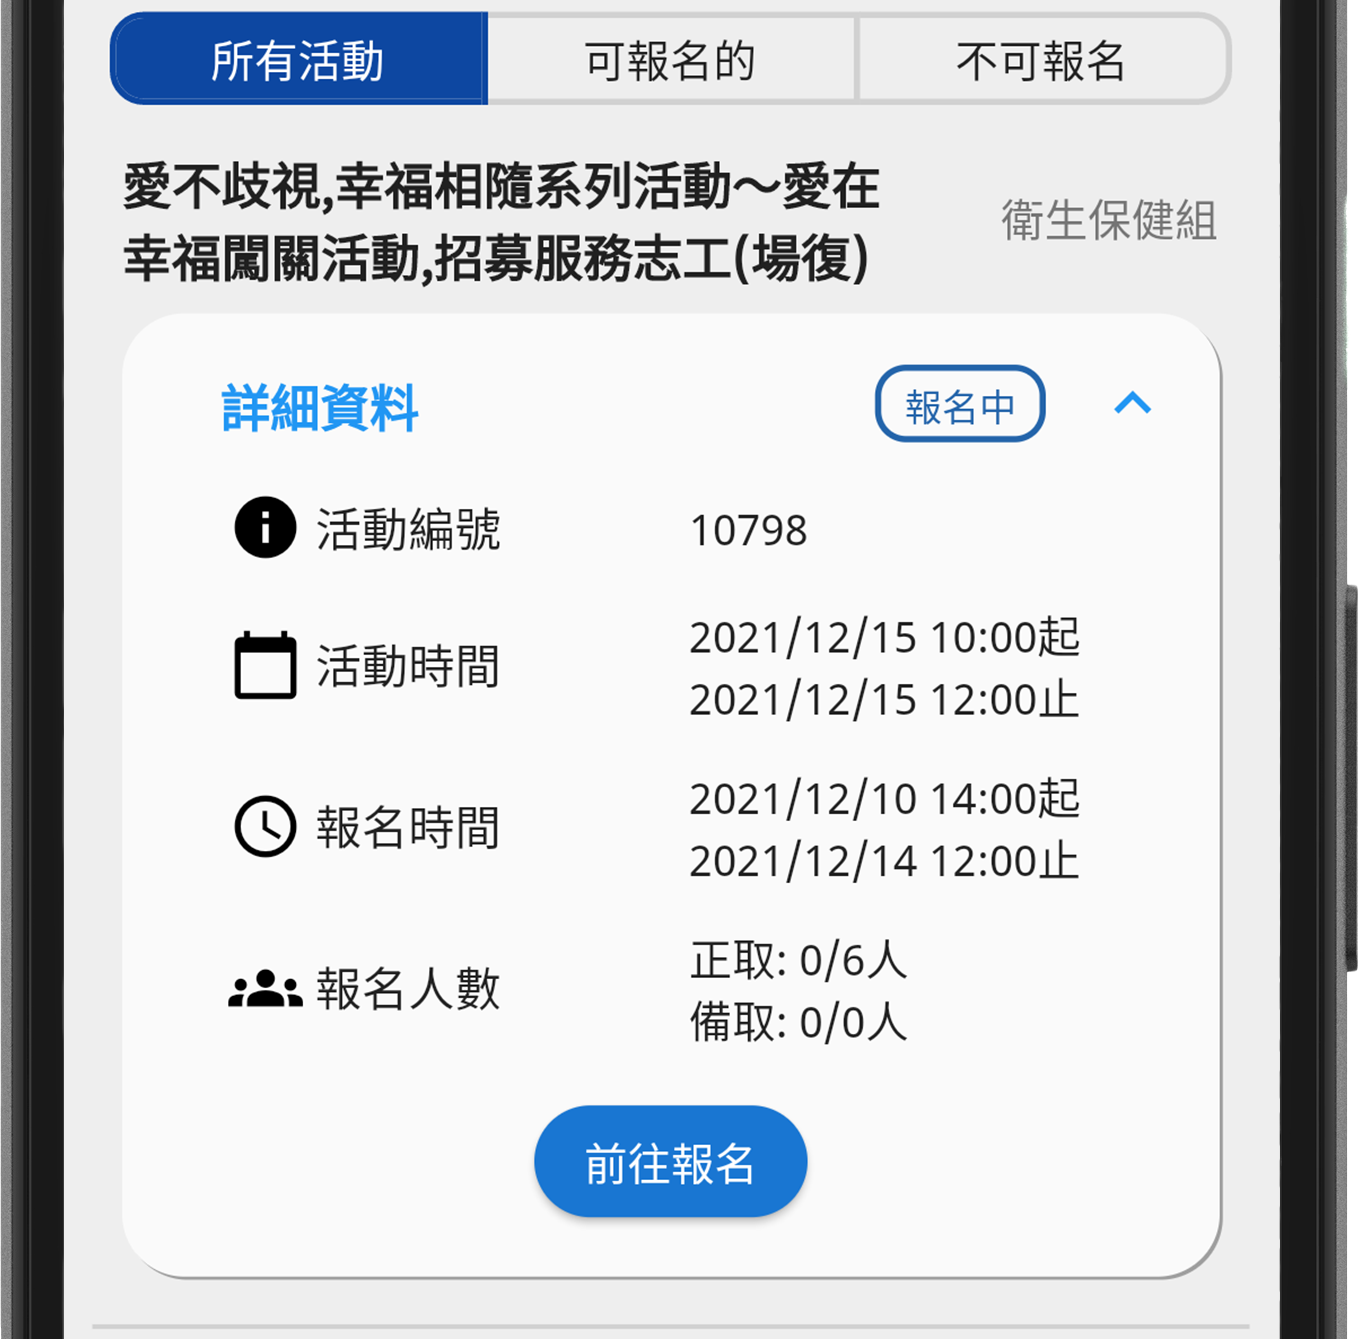 所有活動
可報名的
不可報名
愛不歧視,幸福相隨系列活動～愛在
幸福闖關活動,招募服務志工(場復)
衛生保健組
詳細資料
報名中
活動編號
10798
活動時間
2021/12/15 10:00起
2021/12/15 12:00止
報名時間
2021/12/10 14:00起
2021/12/14 12:00止
報名人數
正取: 0/6人
備取: 0/0人
前往報名